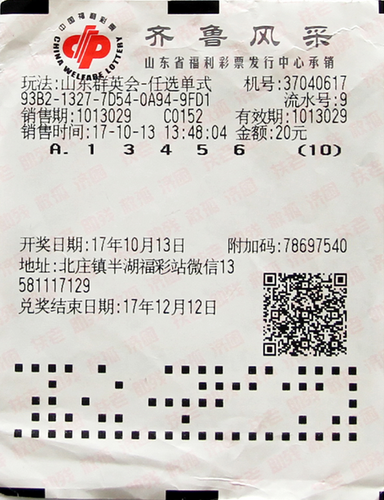 中国福利彩票
CHINA WELFARE LOTTERY
齐鲁风采
山东省福利彩票发行中心承销
玩法:山东群英会-任选单式 机号:37040617
93B2-1327-7D54-0A94-9FD1 流水号:9
销售期:1013029 C0152 有效期:1013029
销售时间:17-10-13 13:48:04 金额:20元
A. 1 3 4 5 6 (10)
开奖日期:17年10月13日 附加码:78697540
地址:北庄镇半湖福彩站微信13
581117129
兑奖结束日期:17年12月12日